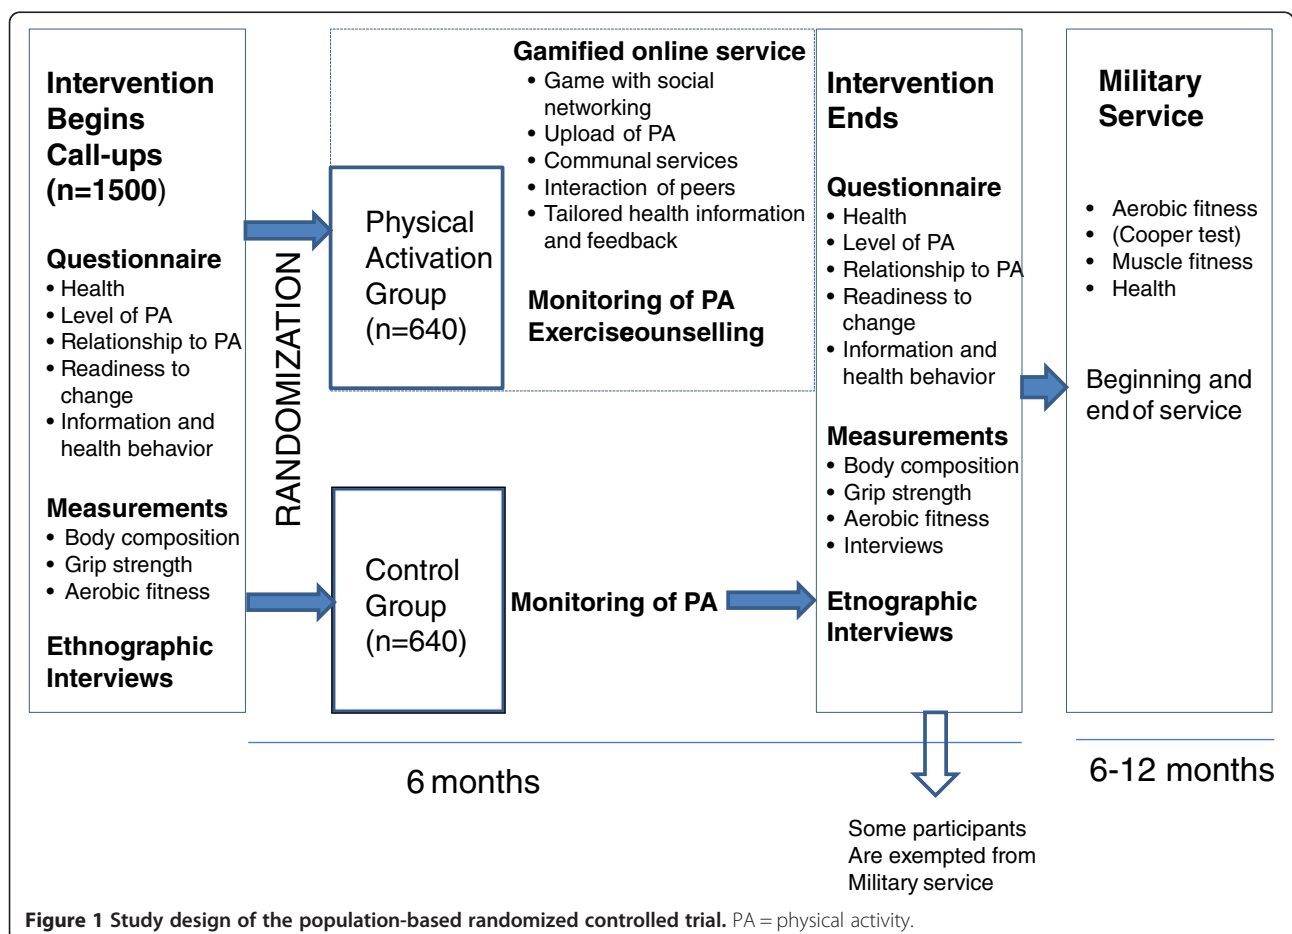 Intervention
Begins
Call-ups
(n=1500)
Questionnaire
• Health
• Level of PA
• Relationship to PA
• Readiness to
change
• Information and
health behavior
Measurements
• Body composition
• Grip strength
• Aerobic fitness
Ethnographic
Interviews
RANDOMIZATION
Physical
Activation
Group
(n=640)
Gamified online service
• Game with social
networking
• Upload of PA
• Communal services
• Interaction of peers
• Tailored health information
and feedback
Monitoring of PA
Exerciseounselling
Control
Group
(n=640)
Monitoring of PA
Intervention
Ends
Questionnaire
• Health
• Level of PA
• Relationship to PA
• Readiness to
change
• Information and
health behavior
Measurements
• Body composition
• Grip strength
• Aerobic fitness
• Interviews
Etnographic
Interviews
Military
Service
• Aerobic fitness
• (Cooper test)
• Muscle fitness
• Health
Beginning and
end of service
6 months
6-12 months
Some participants
Are exempted from
Military service
Figure 1 Study design of the population-based randomized controlled trial. PA = physical activity.